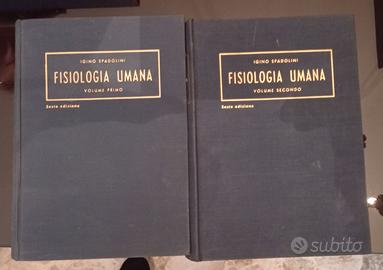 IGINO SPADOLINI
FISIOLOGIA UMANA
VOLUME PRIMO
Sesta edizione
IGINO SPADOLINI
FISIOLOGIA UMANA
VOLUME SECONDO
Sesta edizione
subito